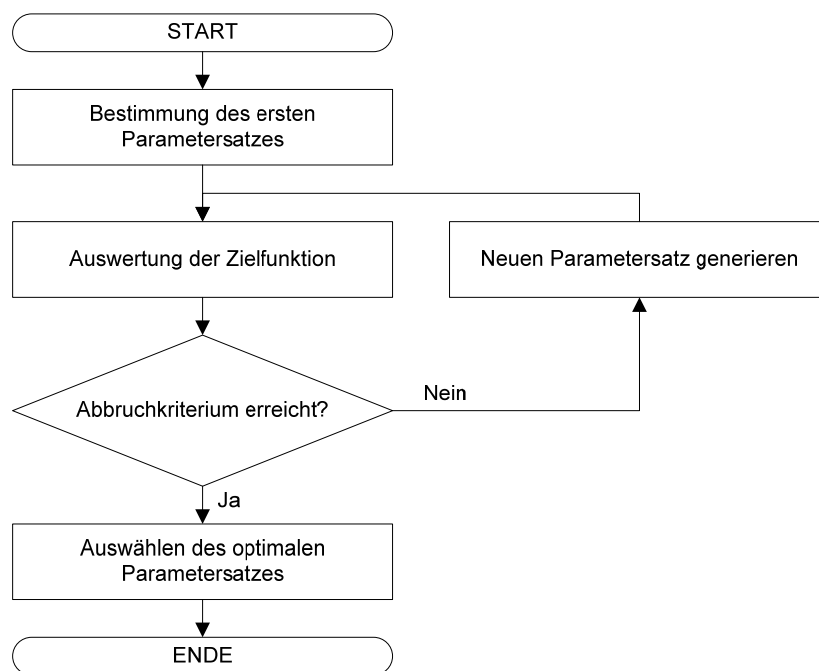 START
Bestimmung des ersten
Parametersatzes
Auswertung der Zielfunktion
Neuen Parametersatz generieren
Abbruchkriterium erreicht?
Nein
Ja
Auswählen des optimalen
Parametersatzes
ENDE